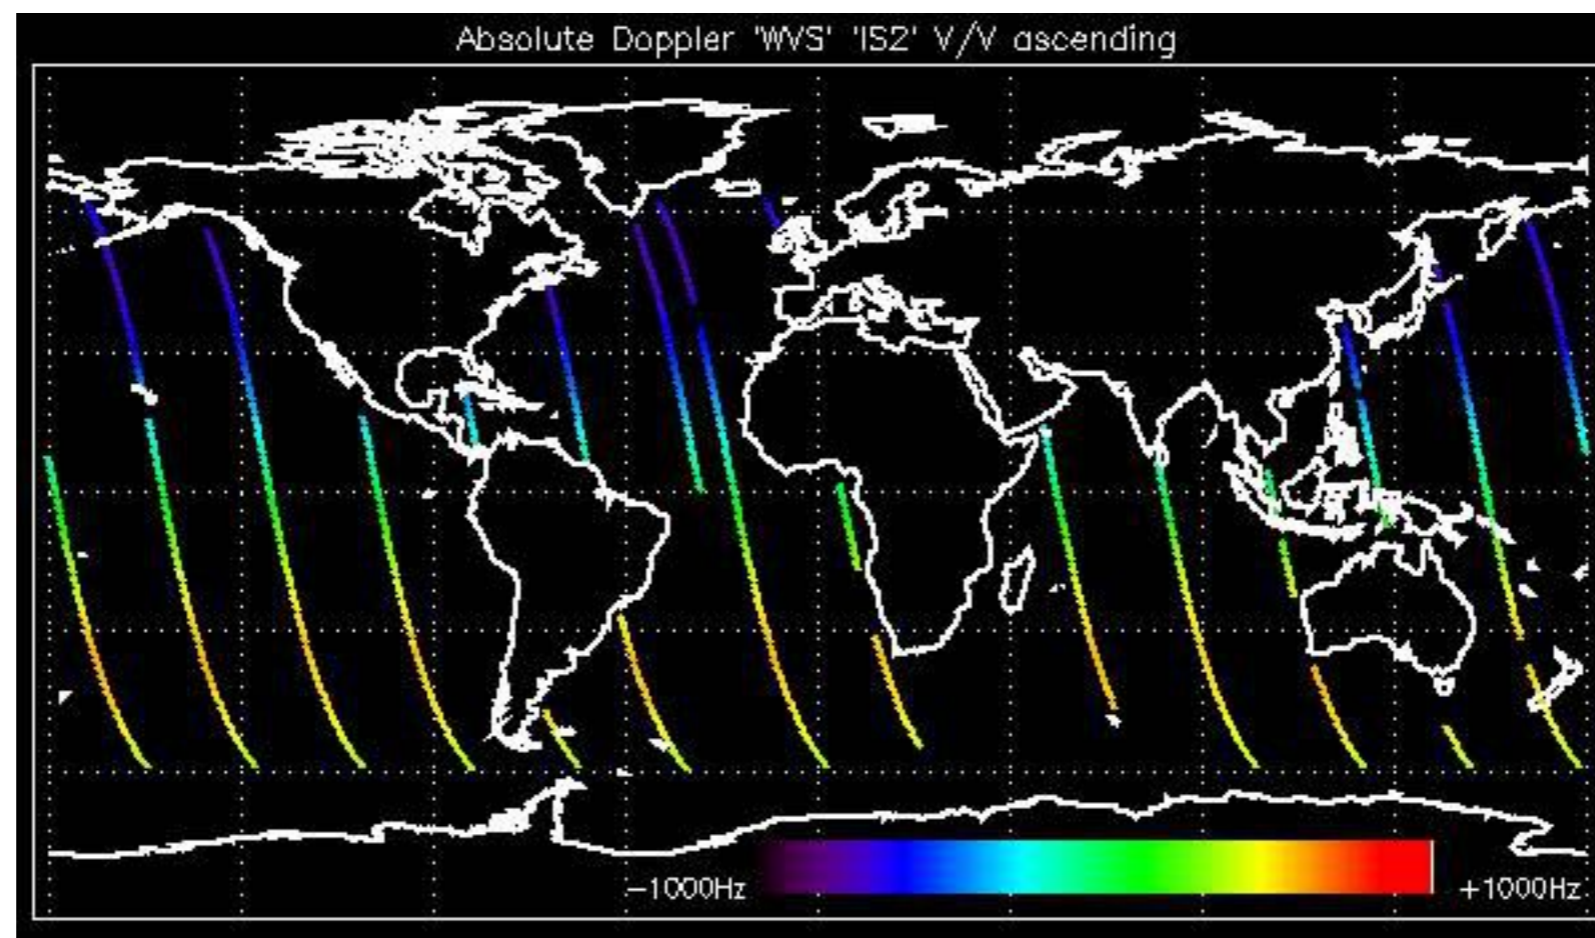 Absolute Doppler 'WVS' 'IS2' V/V ascending
−1000Hz
+1000Hz